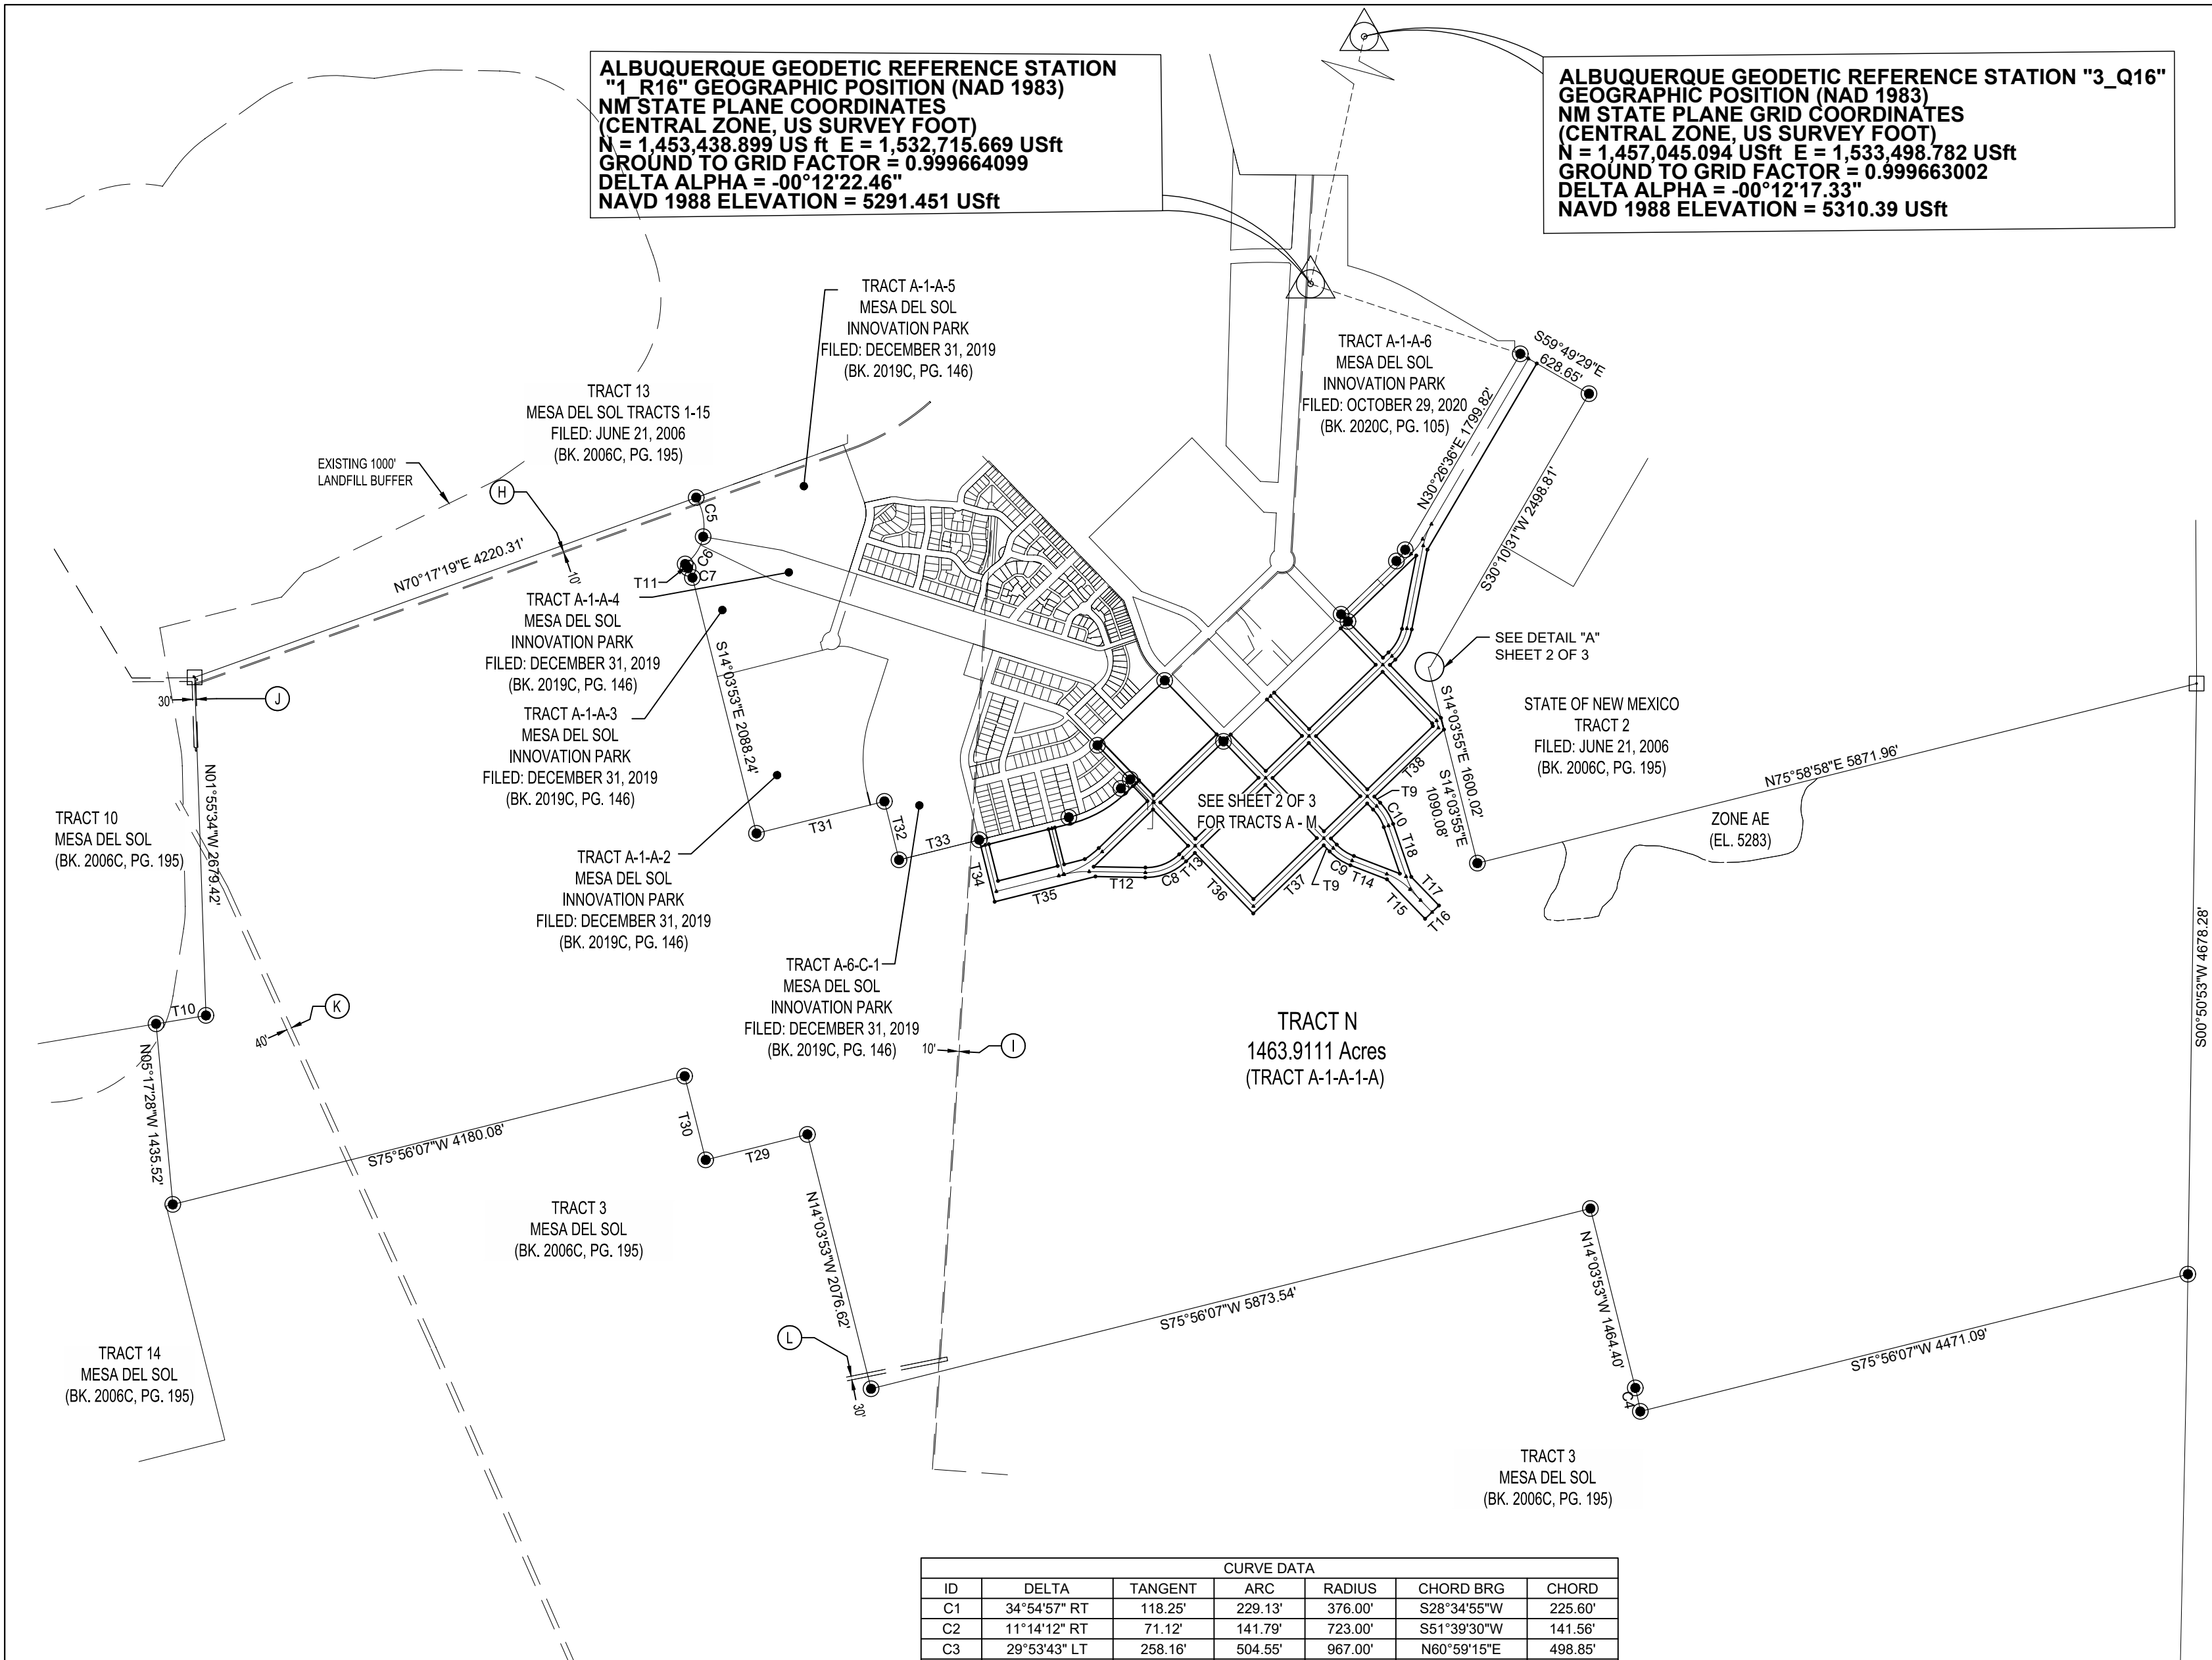 ALBUQUERQUE GEODETIC REFERENCE STATION
"1_R16" GEOGRAPHIC POSITION (NAD 1983)
NM STATE PLANE COORDINATES
(CENTRAL ZONE, US SURVEY FOOT)
N = 1,453,438.899 US ft E = 1,532,715.669 USft
GROUND TO GRID FACTOR = 0.999664099
DELTA ALPHA = -00°12'22.46"
NAVD 1988 ELEVATION = 5291.451 USft
ALBUQUERQUE GEODETIC REFERENCE STATION "3_Q16"
GEOGRAPHIC POSITION (NAD 1983)
NM STATE PLANE GRID COORDINATES
(CENTRAL ZONE, US SURVEY FOOT)
N = 1,457,045.094 USft E = 1,533,498.782 USft
GROUND TO GRID FACTOR = 0.999663002
DELTA ALPHA = -00°12'17.33"
NAVD 1988 ELEVATION = 5310.39 USft
TRACT A-1-A-5
MESA DEL SOL
INNOVATION PARK
FILED: DECEMBER 31, 2019
(BK. 2019C, PG. 146)
TRACT A-1-A-6
MESA DEL SOL
INNOVATION PARK
FILED: OCTOBER 29, 2020
(BK. 2020C, PG. 105)
S59°49'29"E
628.65'
N30°26'36"E 1799.82'
S30°10'31"W 2498.81'
TRACT 13
MESA DEL SOL TRACTS 1-15
FILED: JUNE 21, 2006
(BK. 2006C, PG. 195)
EXISTING 1000'
LANDFILL BUFFER
H
N70°17'19"E 4220.31'
10'
C5
C6
C7
T11
TRACT A-1-A-4
MESA DEL SOL
INNOVATION PARK
FILED: DECEMBER 31, 2019
(BK. 2019C, PG. 146)
S14°03'53"E 2088.24'
TRACT A-1-A-3
MESA DEL SOL
INNOVATION PARK
FILED: DECEMBER 31, 2019
(BK. 2019C, PG. 146)
TRACT A-1-A-2
MESA DEL SOL
INNOVATION PARK
FILED: DECEMBER 31, 2019
(BK. 2019C, PG. 146)
TRACT A-6-C-1
MESA DEL SOL
INNOVATION PARK
FILED: DECEMBER 31, 2019
(BK. 2019C, PG. 146)
10'
I
30'
J
N01°55'34"W 2679.42'
TRACT 10
MESA DEL SOL
(BK. 2006C, PG. 195)
T10
K
40'
N05°17'28"W 1435.52'
SEE DETAIL "A"
SHEET 2 OF 3
S14°03'55"E 1600.02'
S14°03'55"E
1090.08'
STATE OF NEW MEXICO
TRACT 2
FILED: JUNE 21, 2006
(BK. 2006C, PG. 195)
N75°58'58"E 5871.96'
ZONE AE
(EL. 5283)
SEE SHEET 2 OF 3
FOR TRACTS A - M
T31
T32
T33
T34
T35
T12
C8
T13
T36
T37
T9
C9
T14
T15
T16
T17
T18
C10
T9
T38
S00°50'53"W 4678.28'
TRACT N
1463.9111 Acres
(TRACT A-1-A-1-A)
T30
T29
S75°56'07"W 4180.08'
TRACT 3
MESA DEL SOL
(BK. 2006C, PG. 195)
N14°03'53"W 2076.62'
L
30'
S75°56'07"W 5873.54'
N14°03'53"W 1464.40'
C4
S75°56'07"W 4471.09'
TRACT 14
MESA DEL SOL
(BK. 2006C, PG. 195)
TRACT 3
MESA DEL SOL
(BK. 2006C, PG. 195)
CURVE DATA
ID DELTA TANGENT ARC RADIUS CHORD BRG CHORD
C1 34°54'57" RT 118.25' 229.13' 376.00' S28°34'55"W 225.60'
C2 11°14'12" RT 71.12' 141.79' 723.00' S51°39'30"W 141.56'
C3 29°53'43" LT 258.16' 504.55' 967.00' N60°59'15"E 498.85'